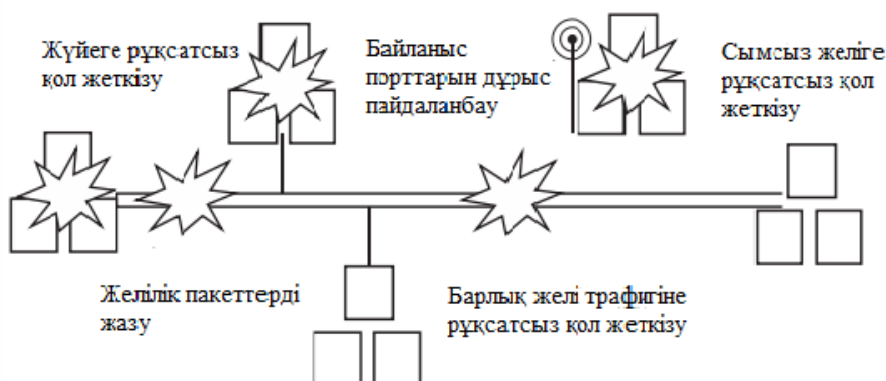 Жүйеге рұқсатсыз
қол жеткізу
Байланыс
порттарын дұрыс
пайдаланбау
Сымсыз желіге
рұқсатсыз қол
жеткізу
Желілік пакеттерді
жазу
Барлық желі трафигіне
рұқсатсыз қол жеткізу